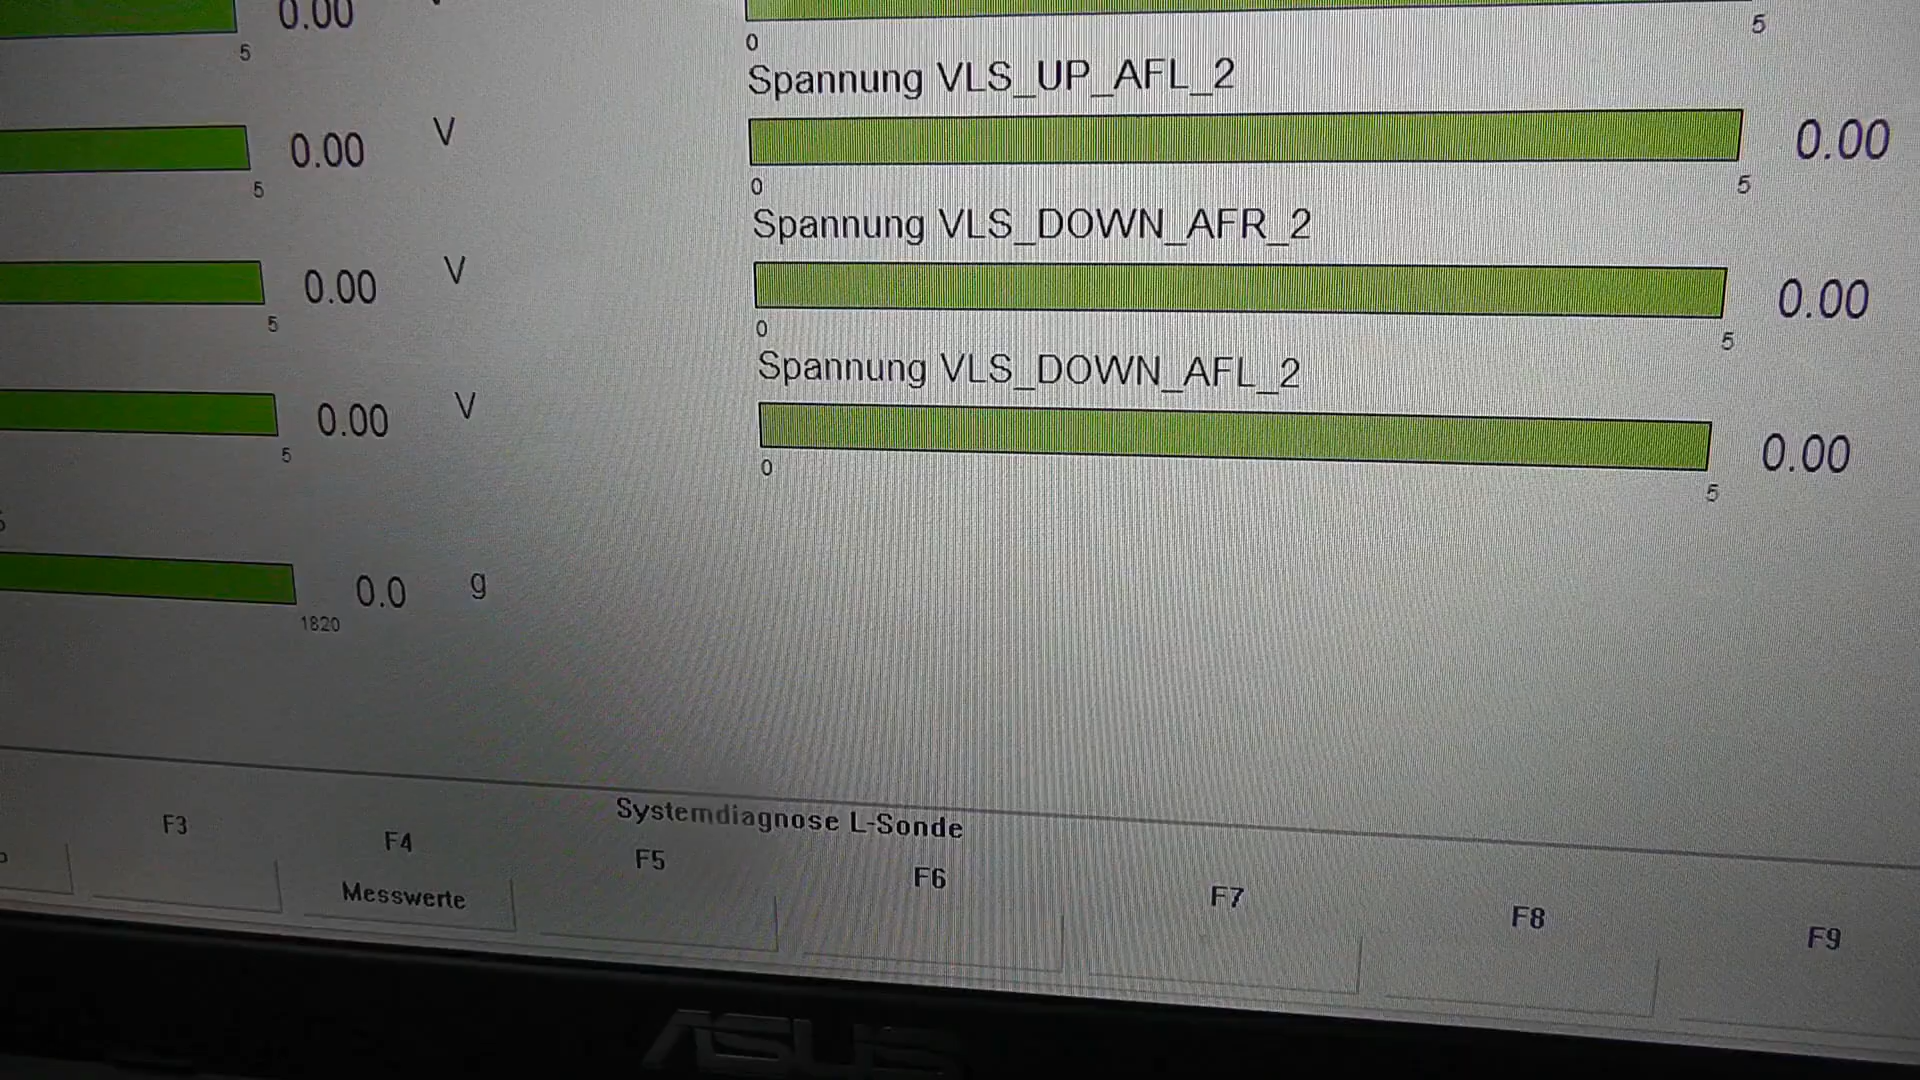 0.00
5
0.00 V
5
0.00 V
5
0.00 V
5
0.0 g
1820
0 5
Spannung VLS_UP_AFL_2
0.00
0 5
Spannung VLS_DOWN_AFR_2
0.00
0 5
Spannung VLS_DOWN_AFL_2
0.00
0 5
Systemdiagnose L-Sonde
F3 F4 F5 F6 F7 F8 F9
Messwerte
ASUS